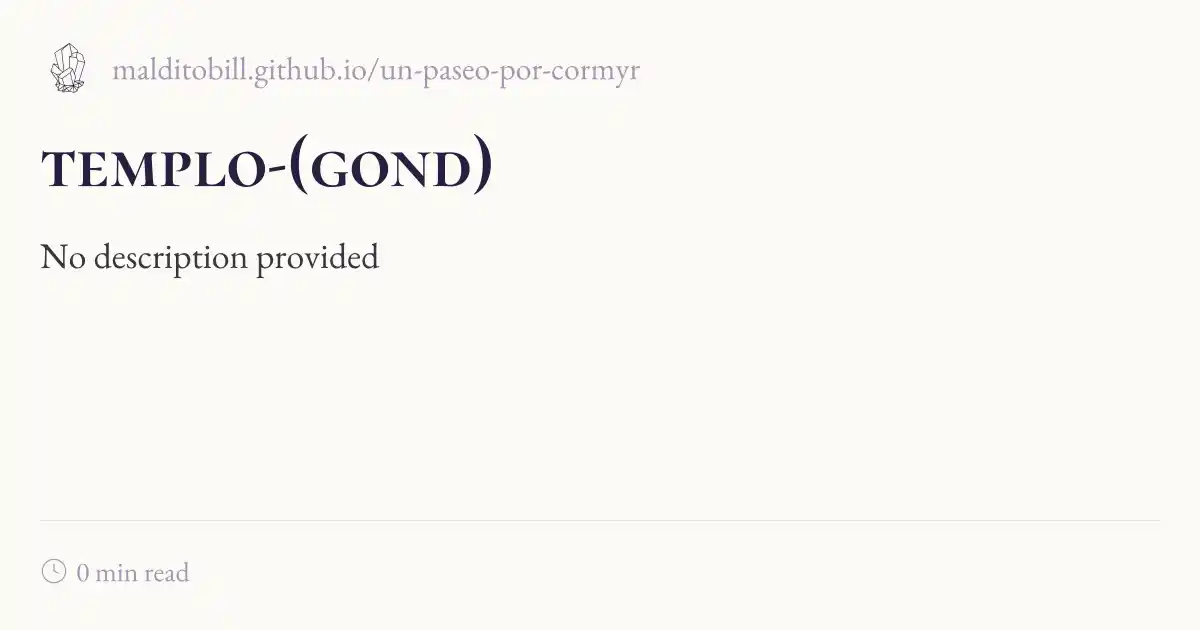 malditobill.github.io/un-paseo-por-cormyr
TEMPLO-(GOND)
No description provided
0 min read